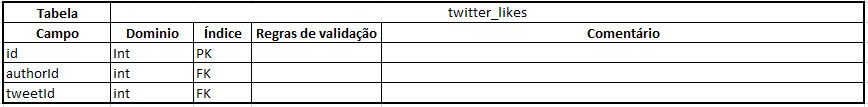 Tabela twitter_likes
Campo Dominio Índice Regras de validação Comentário
id Int PK
authorId int FK
tweetId int FK